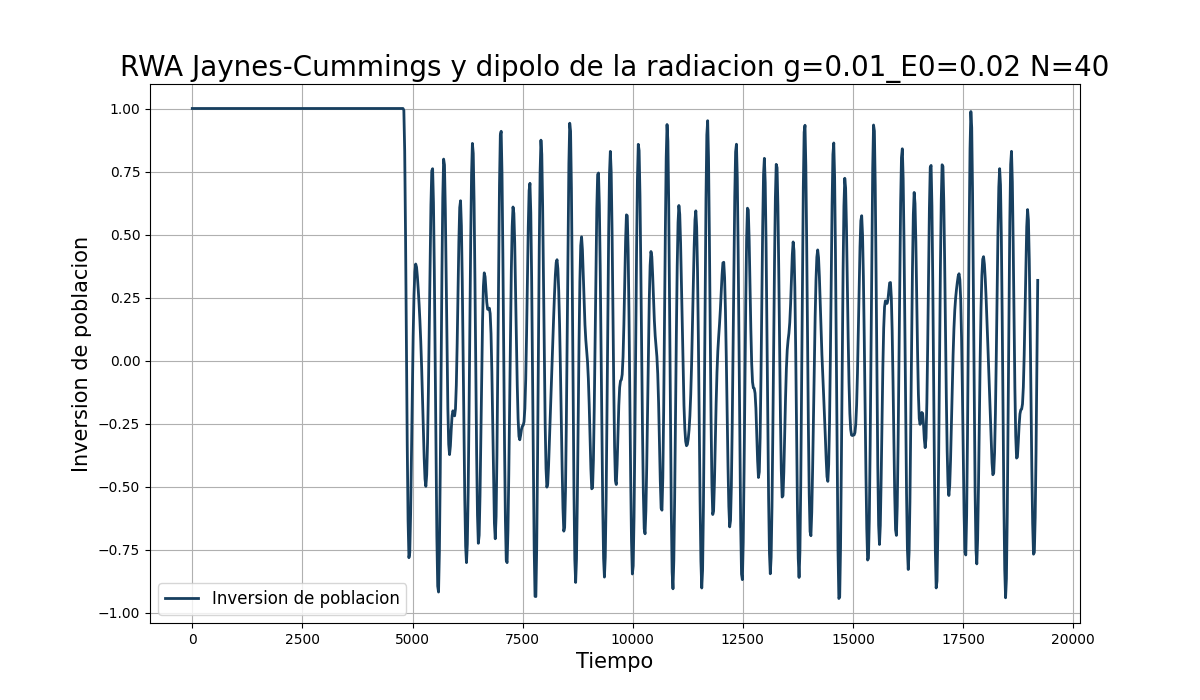 RWA Jaynes-Cummings y dipolo de la radiacion g=0.01_E0=0.02 N=40
1.00
0.75
0.50
0.25
0.00
−0.25
−0.50
−0.75
−1.00
Inversion de poblacion
Inversion de poblacion
0 2500 5000 7500 10000 12500 15000 17500 20000
Tiempo